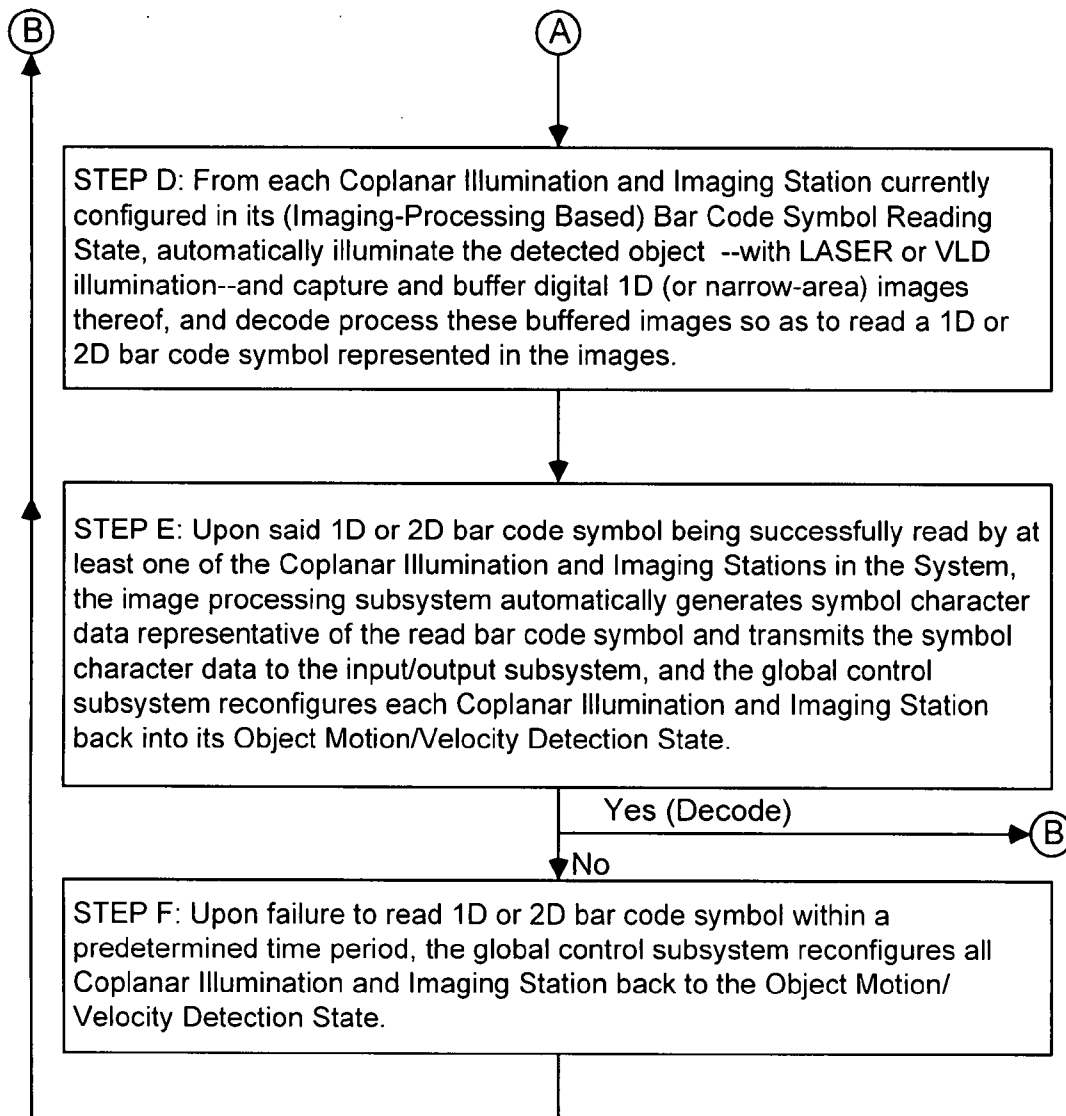 B
A
STEP D: From each Coplanar Illumination and Imaging Station currently
configured in its (Imaging-Processing Based) Bar Code Symbol Reading
State, automatically illuminate the detected object --with LASER or VLD
illumination--and capture and buffer digital 1D (or narrow-area) images
thereof, and decode process these buffered images so as to read a 1D or
2D bar code symbol represented in the images.
STEP E: Upon said 1D or 2D bar code symbol being successfully read by at
least one of the Coplanar Illumination and Imaging Stations in the System,
the image processing subsystem automatically generates symbol character
data representative of the read bar code symbol and transmits the symbol
character data to the input/output subsystem, and the global control
subsystem reconfigures each Coplanar Illumination and Imaging Station
back into its Object Motion/Velocity Detection State.
Yes (Decode)
B
No
STEP F: Upon failure to read 1D or 2D bar code symbol within a
predetermined time period, the global control subsystem reconfigures all
Coplanar Illumination and Imaging Station back to the Object Motion/
Velocity Detection State.